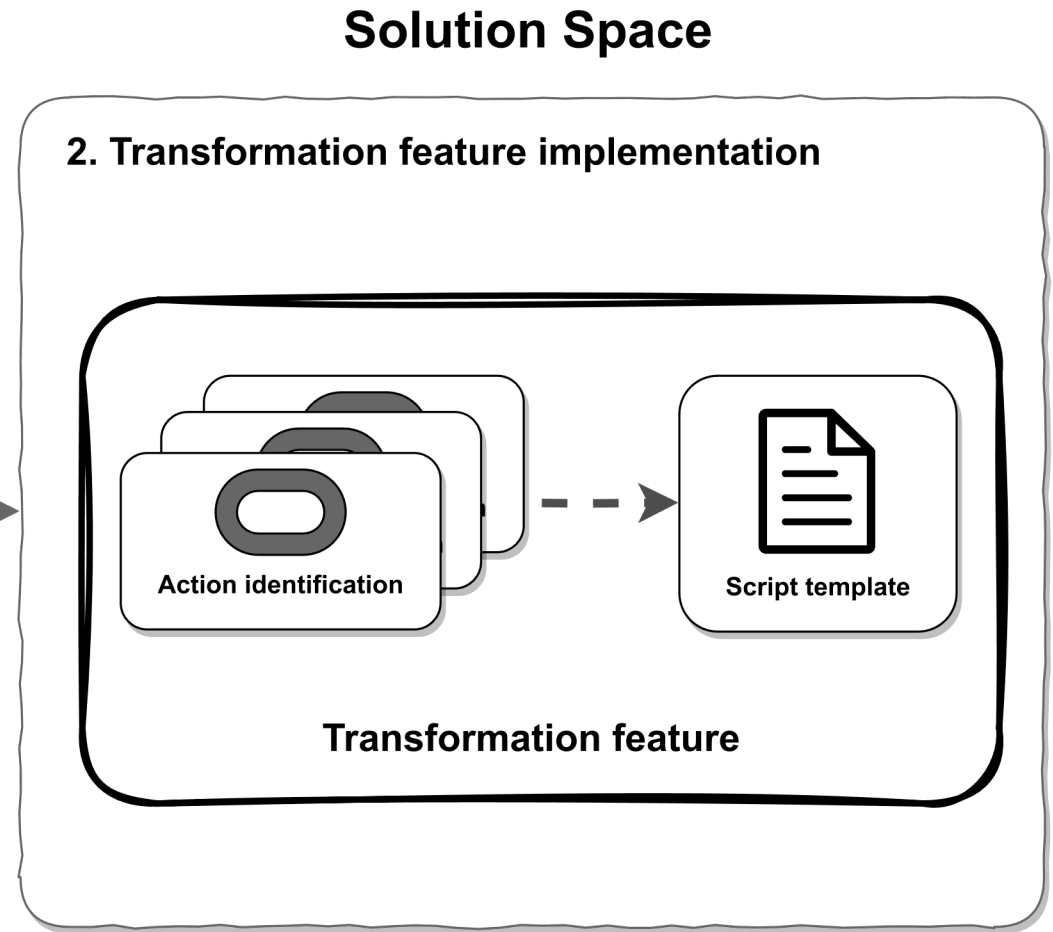 Solution Space
2. Transformation feature implementation
Action identification
Script template
Transformation feature